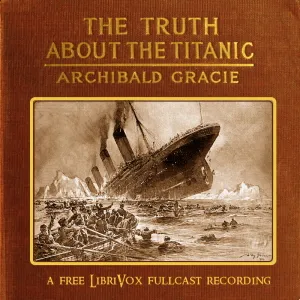 THE TRUTH
ABOUT THE TITANIC
ARCHIBALD GRACIE
A FREE LIBRIVOX FULLCAST RECORDING